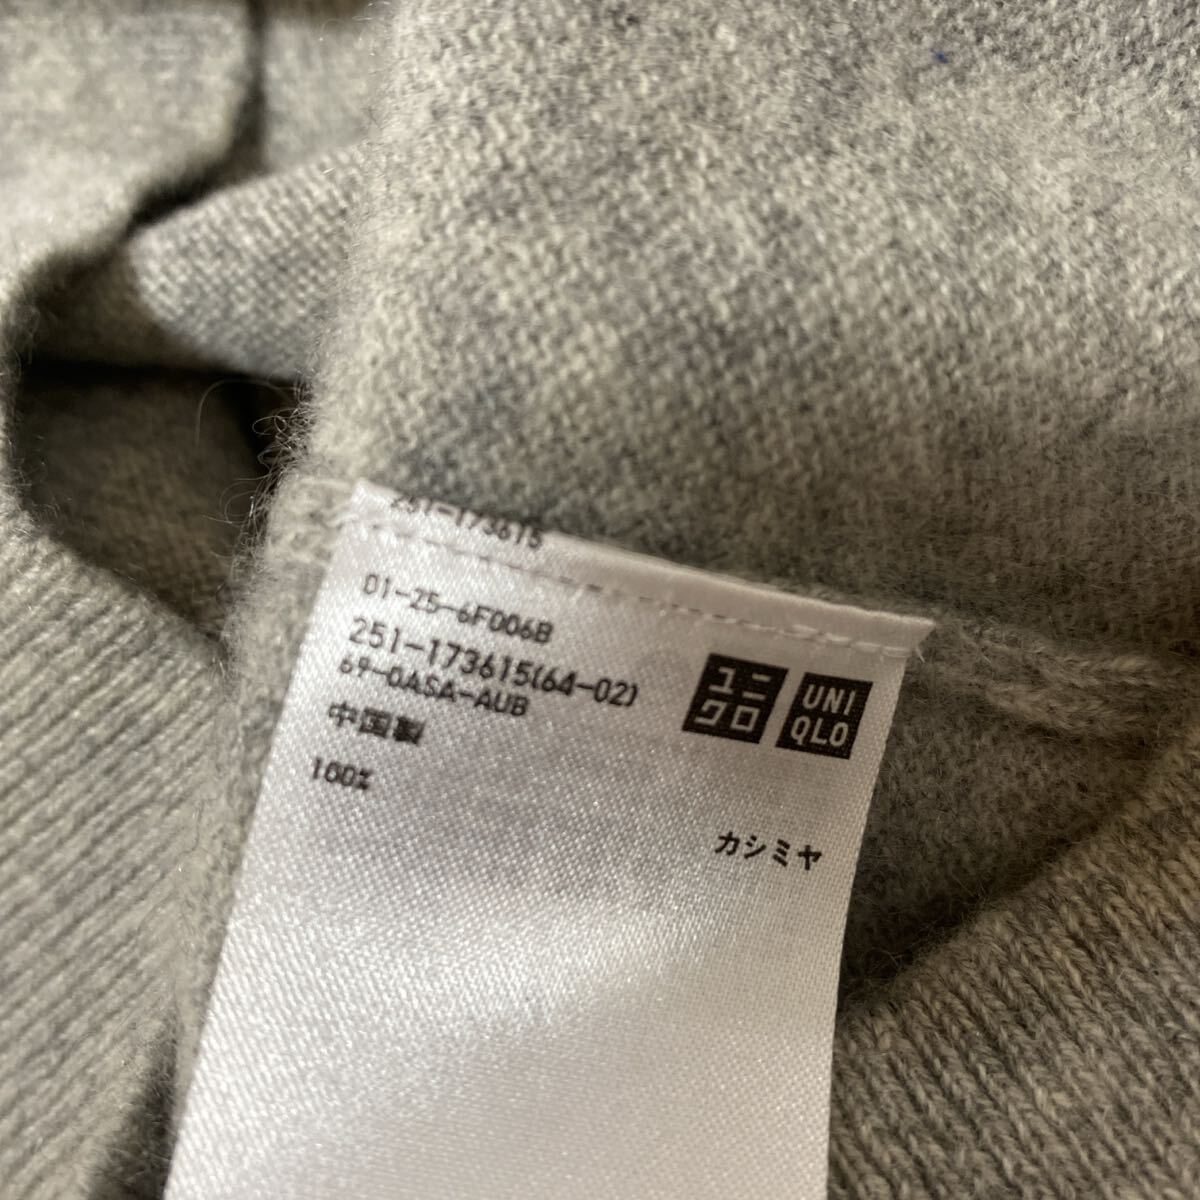 251-173615
01-25-6F006B
251-173615(64-02)
69-0ASA-AUB
中国製
100%
ユニ
クロ
UNI
QLO
カシミヤ